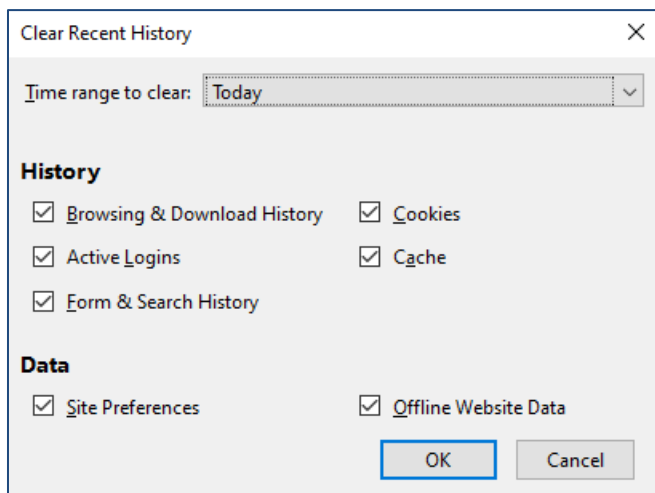 Clear Recent History
Time range to clear: Today
History
Browsing & Download History Cookies
Active Logins Cache
Form & Search History
Data
Site Preferences Offline Website Data
OK Cancel